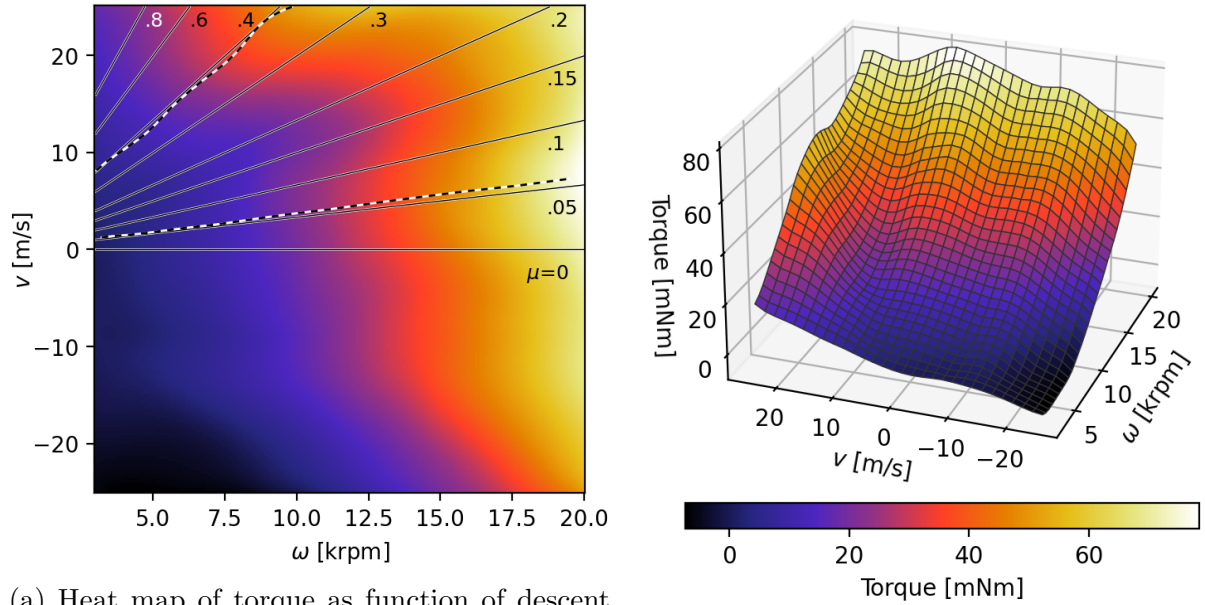 .8 .6 .4 .3 .2
.15
.1
.05
μ=0
20
10
0
−10
−20
v [m/s]
5.0 7.5 10.0 12.5 15.0 17.5 20.0
ω [krpm]
80
60
40
20
0
Torque [mNm]
20 10 0 −10 −20
v [m/s]
5 10 15 20
ω [krpm]
0 20 40 60
Torque [mNm]
(a) Heat map of torque as function of descent